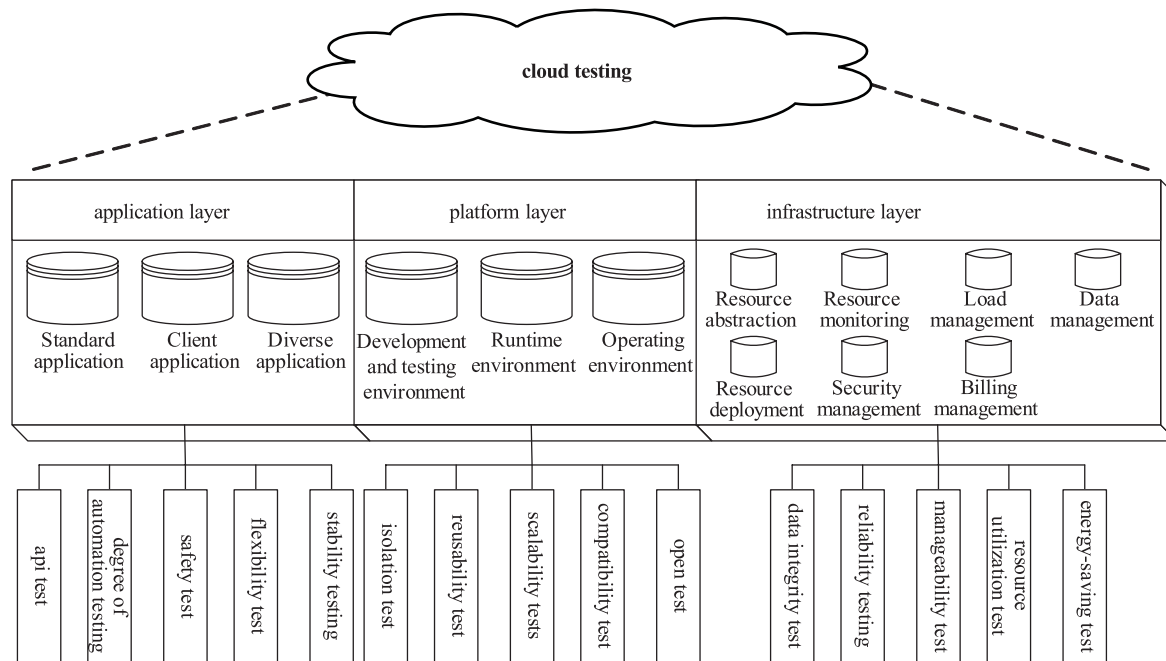 cloud testing
application layer
platform layer
infrastructure layer
Standard
application
Client
application
Diverse
application
Development
and testing
environment
Runtime
environment
Operating
environment
Resource
abstraction
Resource
monitoring
Load
management
Data
management
Resource
deployment
Security
management
Billing
management
api test
degree of
automation testing
safety test
flexibility test
stability testing
isolation test
reusability test
scalability tests
compatibility test
open test
data integrity test
reliability testing
manageability test
resource
utilization test
energy-saving test